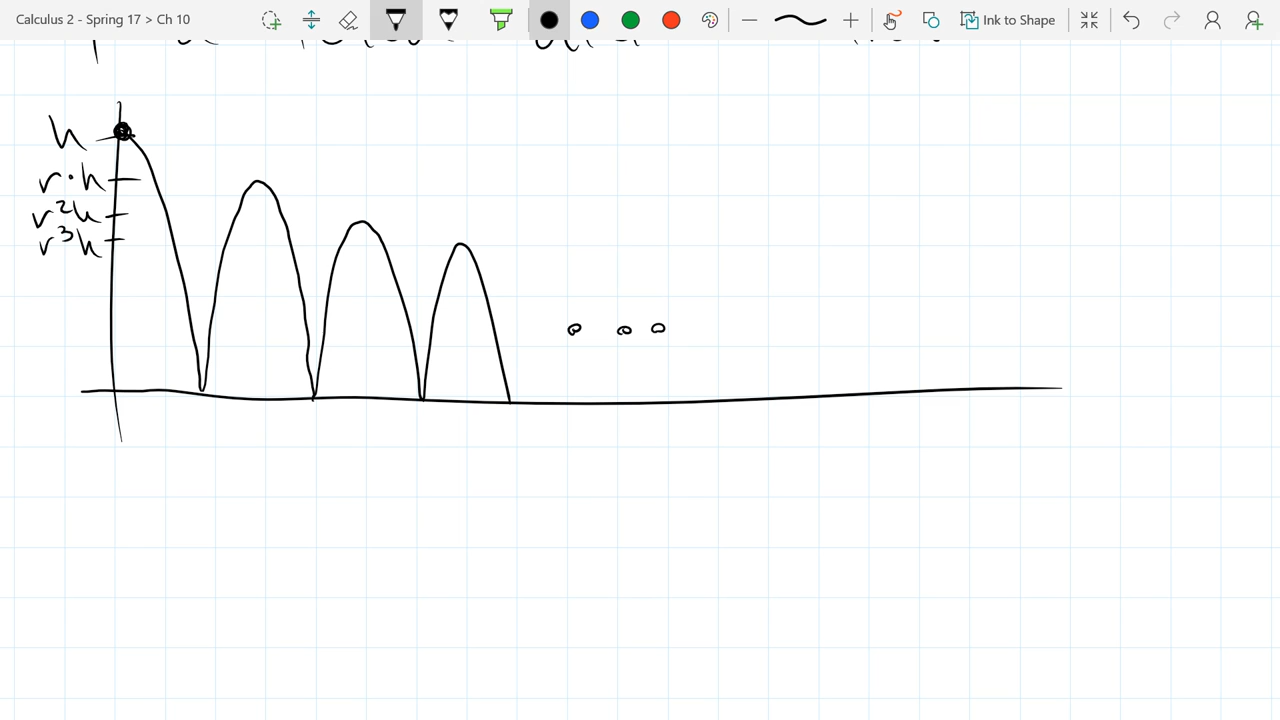 Calculus 2 - Spring 17 > Ch 10
Ink to Shape
h
r·h
r²h
r³h